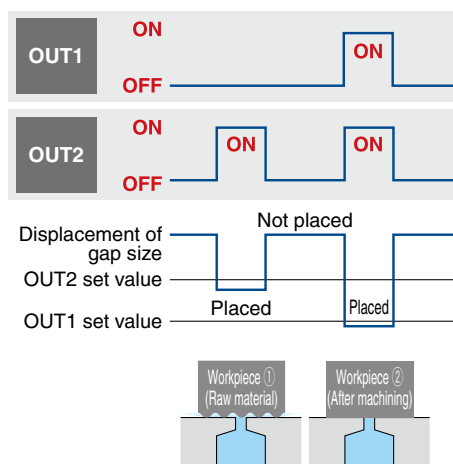 OUT1
ON
OFF
ON
OUT2
ON
OFF
ON
ON
Displacement of
gap size
Not placed
OUT2 set value
Placed
Placed
OUT1 set value
Workpiece ①
(Raw material)
Workpiece ②
(After machining)